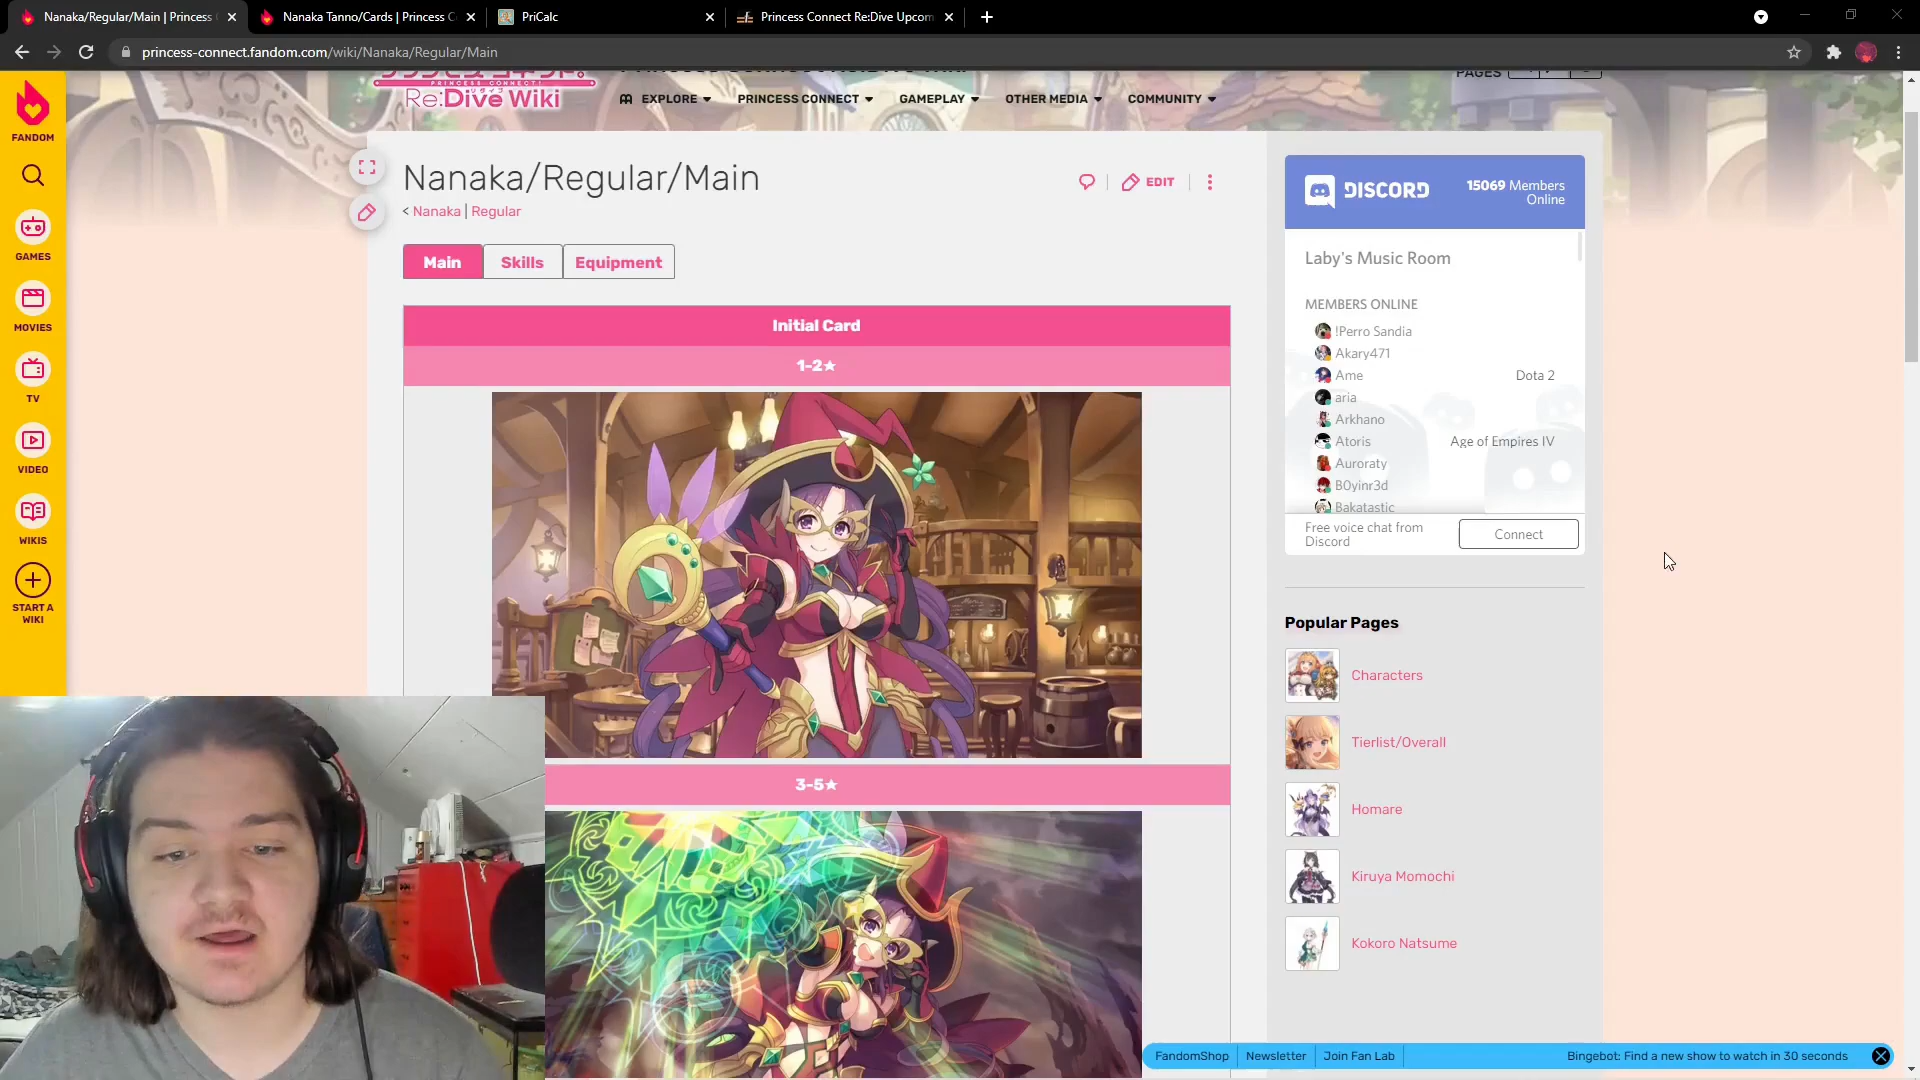 Nanaka/Regular/Main | Princess
Nanaka Tanno/Cards | Princess C
PriCalc
Princess Connect Re:Dive Upcom
princess-connect.fandom.com/wiki/Nanaka/Regular/Main
PRINCESS CONNECT!
Re:Dive Wiki
PAGES
EXPLORE
PRINCESS CONNECT
GAMEPLAY
OTHER MEDIA
COMMUNITY
FANDOM
GAMES
MOVIES
TV
VIDEO
WIKIS
START A
WIKI
Nanaka/Regular/Main
EDIT
< Nanaka | Regular
Main
Skills
Equipment
Initial Card
1-2★
3-5★
DISCORD
15069 Members
Online
Laby's Music Room
MEMBERS ONLINE
!Perro Sandia
Akary471
Ame
Dota 2
aria
Arkhano
Atoris
Age of Empires IV
Auroraty
B0yinr3d
Bakatastic
Free voice chat from
Discord
Connect
Popular Pages
Characters
Tierlist/Overall
Homare
Kiruya Momochi
Kokoro Natsume
FandomShop
Newsletter
Join Fan Lab
Bingebot: Find a new show to watch in 30 seconds